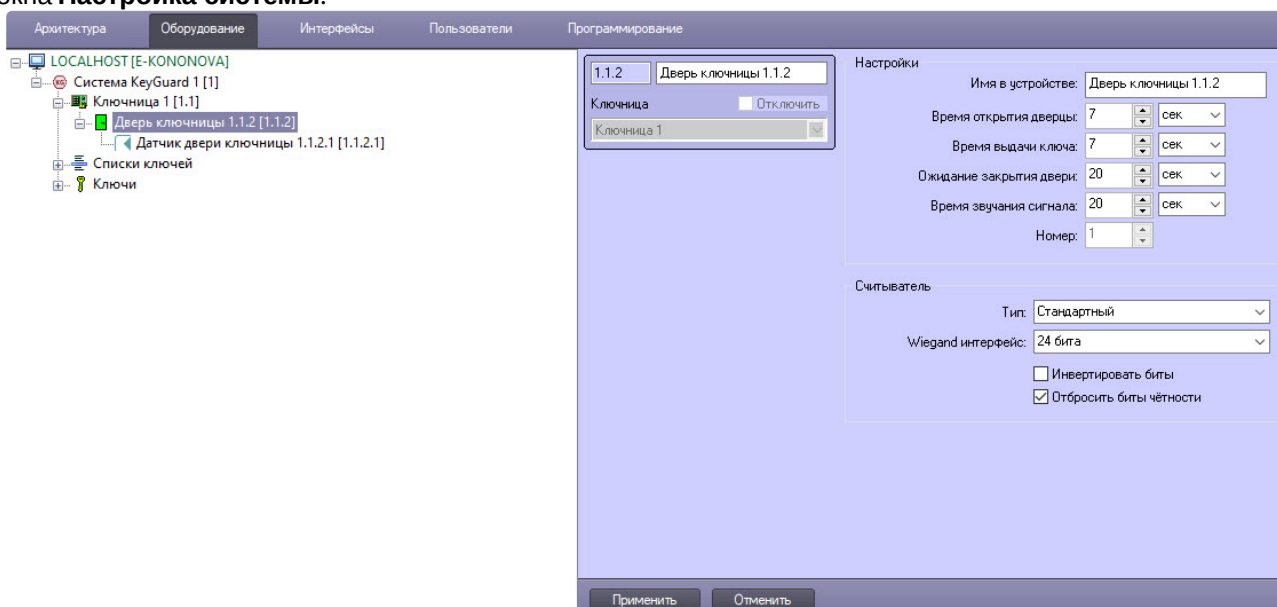 окна Настройка системы.
Архитектура Оборудование Интерфейсы Пользователи Программирование
LOCALHOST [E-KONONOVA]
Система KeyGuard 1 [1]
Ключница 1 [1.1]
Дверь ключницы 1.1.2 [1.1.2]
Датчик двери ключницы 1.1.2.1 [1.1.2.1]
Списки ключей
Ключи
1.1.2 Дверь ключницы 1.1.2
Ключница Отключить
Ключница 1
Настройки
Имя в устройстве: Дверь ключницы 1.1.2
Время открытия дверцы: 7 сек
Время выдачи ключа: 7 сек
Ожидание закрытия двери: 20 сек
Время звучания сигнала: 20 сек
Номер: 1
Считыватель
Тип: Стандартный
Wiegand интерфейс: 24 бита
Инвертировать биты
Отбросить биты чётности
Применить Отменить